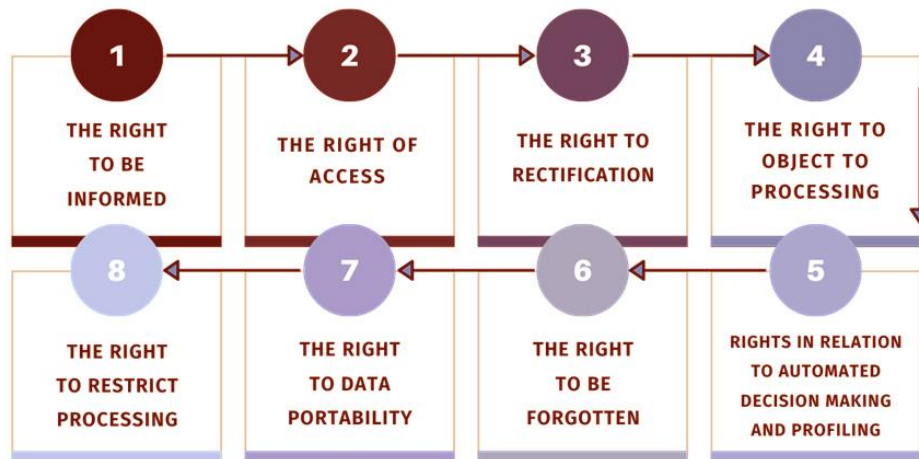 1
THE RIGHT
TO BE
INFORMED
2
THE RIGHT OF
ACCESS
3
THE RIGHT TO
RECTIFICATION
4
THE RIGHT TO
OBJECT TO
PROCESSING
5
RIGHTS IN RELATION
TO AUTOMATED
DECISION MAKING
AND PROFILING
6
THE RIGHT
TO BE
FORGOTTEN
7
THE RIGHT
TO DATA
PORTABILITY
8
THE RIGHT
TO RESTRICT
PROCESSING